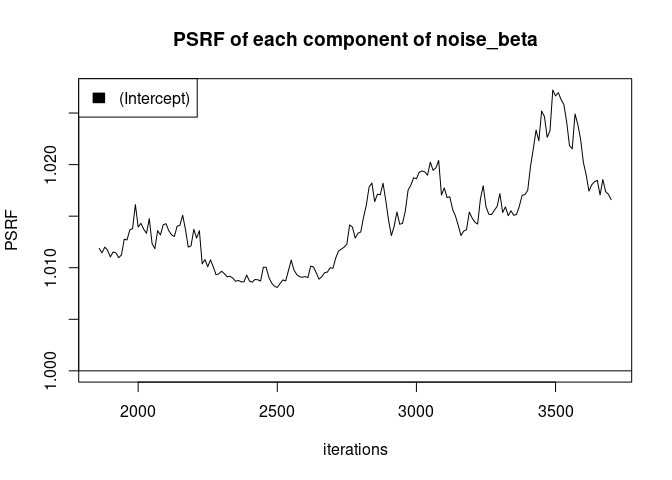 PSRF of each component of noise_beta
(Intercept)
PSRF
1.020
1.010
1.000
2000 2500 3000 3500
iterations